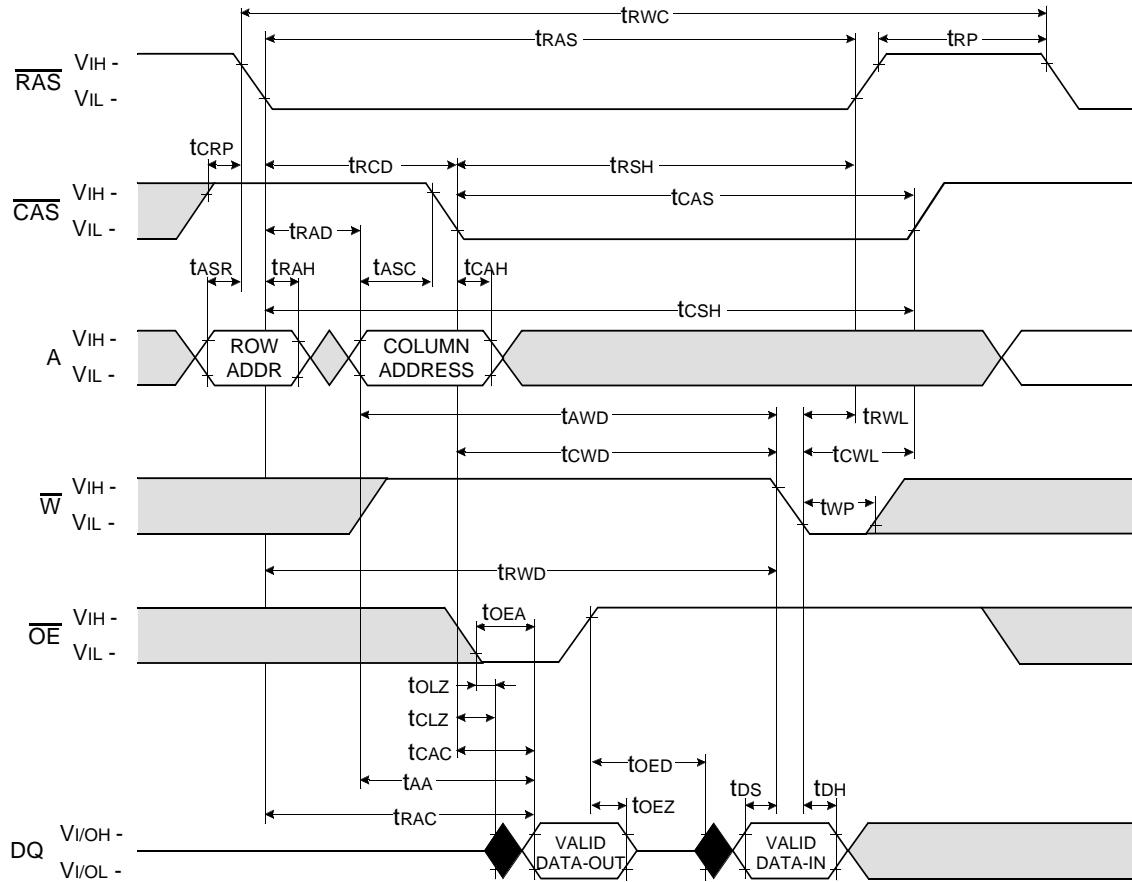 tRWC
tRAS
tRP
RAS
VIH -
VIL -
tCRP
tRCD
tRSH
CAS
VIH -
VIL -
tCAS
tRAD
tASR
tRAH
tASC
tCAH
tCSH
A
VIH -
VIL -
ROW
ADDR
COLUMN
ADDRESS
tAWD
tRWL
tCWD
tCWL
W
VIH -
VIL -
tWP
tRWD
OE
VIH -
VIL -
tOEA
tOLZ
tCLZ
tCAC
tOED
tAA
tDS
tDH
tOEZ
tRAC
DQ
VI/OH -
VI/OL -
VALID
DATA-OUT
VALID
DATA-IN